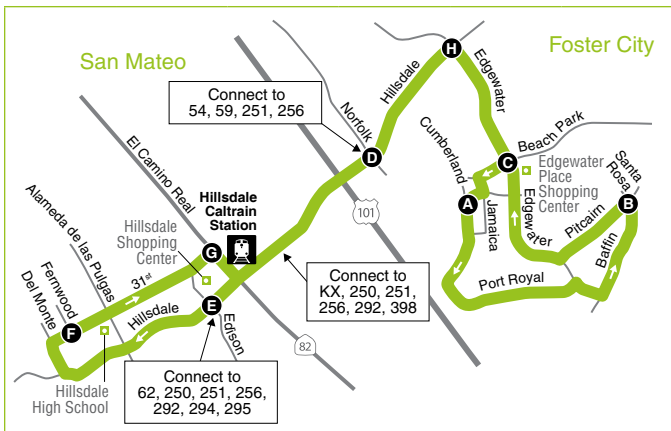 San Mateo
Foster City
H
Hillsdale
Edgewater
Connect to
54, 59, 251, 256
Norfolk
D
Cumberland
Beach Park
C
Edgewater
Place
Shopping
Center
Santa
Rosa
El Camino Real
A
Jamaica
Edgewater
Pitcairn
B
Baffin
101
Hillsdale
Caltrain
Station
Alameda de las Pulgas
Hillsdale
Shopping
Center
G
Port Royal
Fernwood
Del Monte
31st
Connect to
KX, 250, 251,
256, 292, 398
E
Hillsdale
Edison
F
82
Hillsdale
High School
Connect to
62, 250, 251, 256,
292, 294, 295